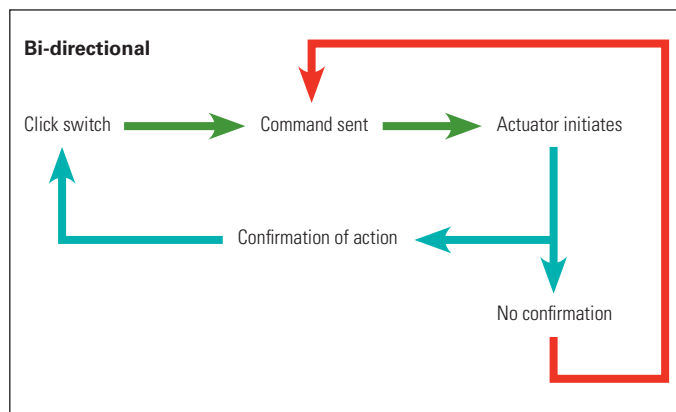 Bi-directional
Click switch
Command sent
Actuator initiates
Confirmation of action
No confirmation